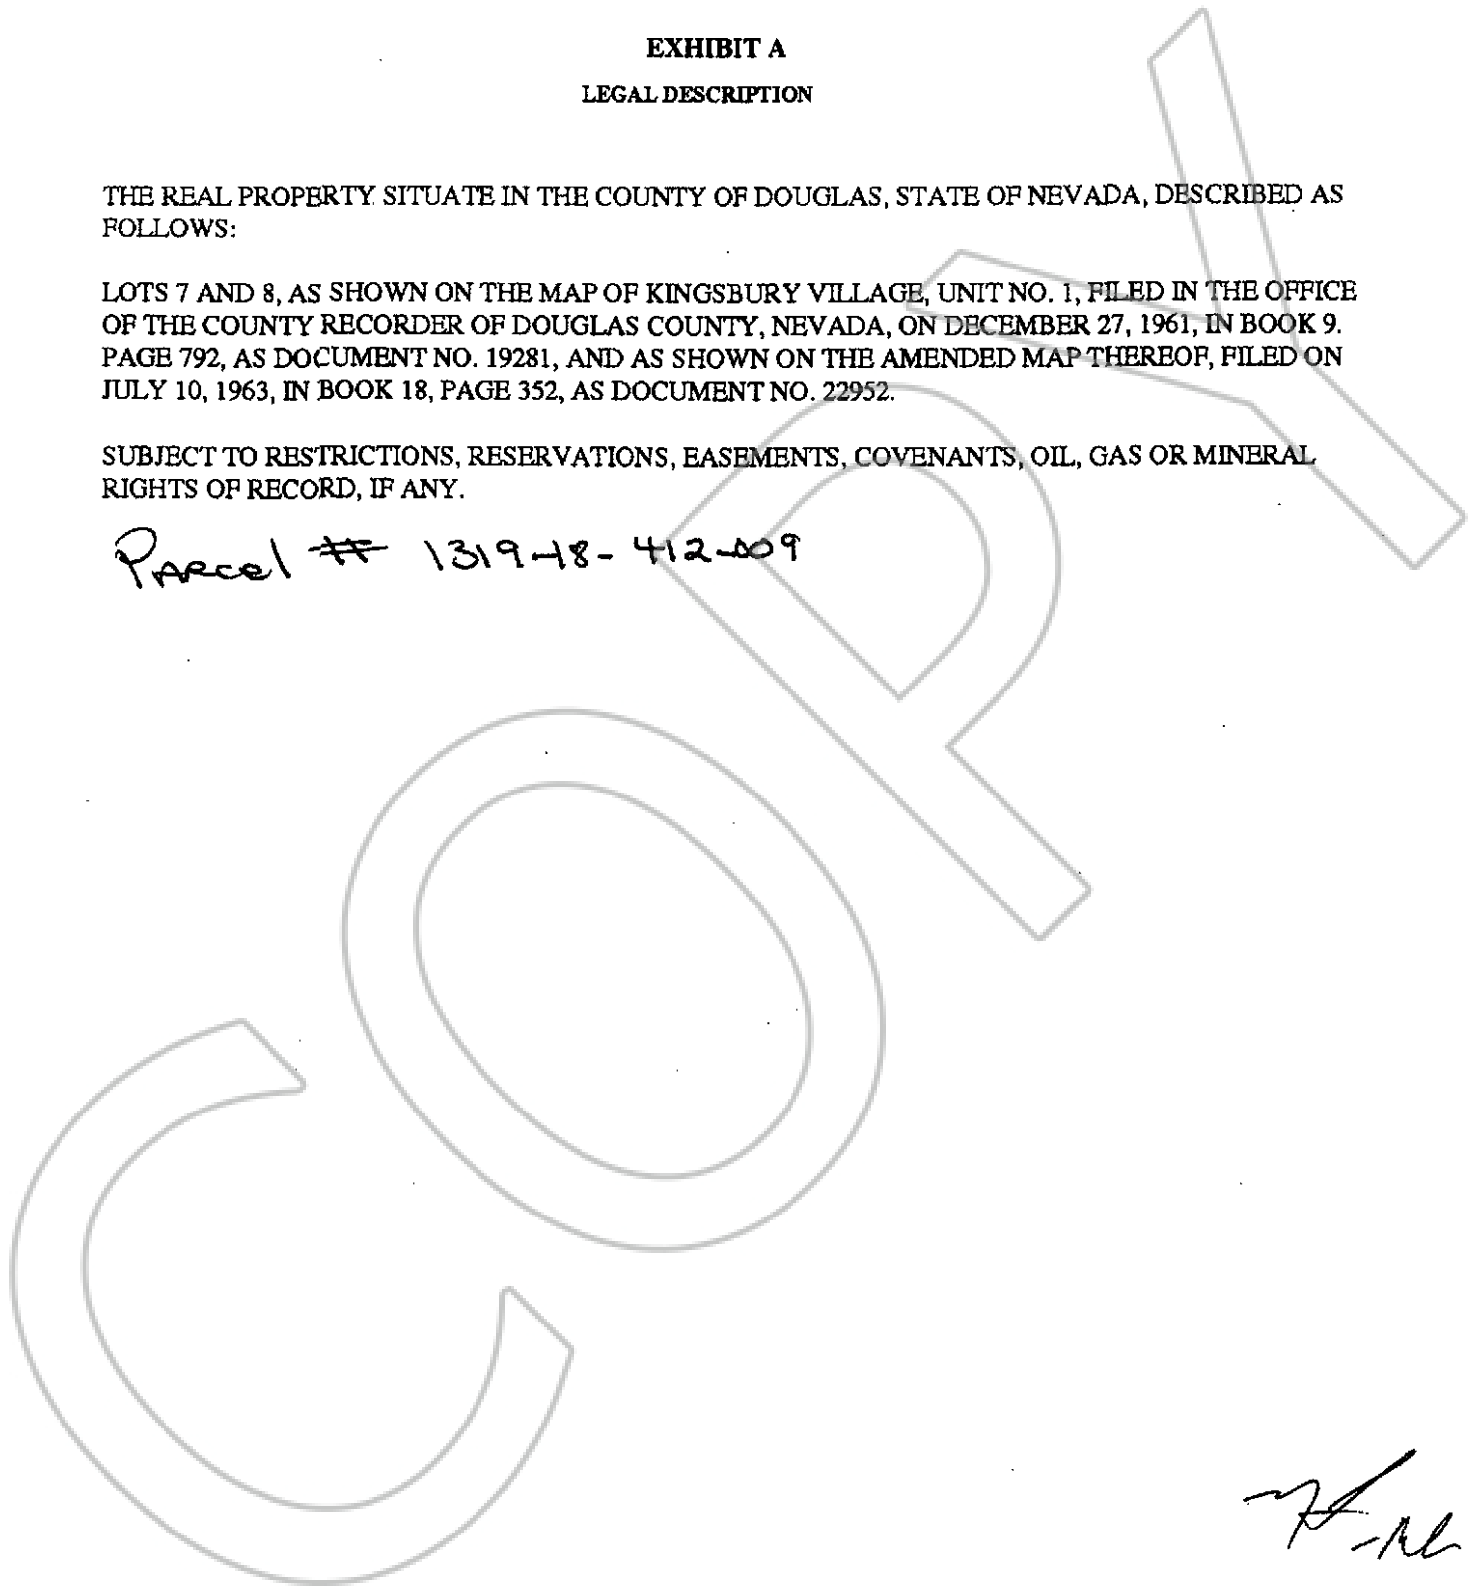 EXHIBIT A
LEGAL DESCRIPTION
THE REAL PROPERTY SITUATE IN THE COUNTY OF DOUGLAS, STATE OF NEVADA, DESCRIBED AS
FOLLOWS:
LOTS 7 AND 8, AS SHOWN ON THE MAP OF KINGSBURY VILLAGE, UNIT NO. 1, FILED IN THE OFFICE
OF THE COUNTY RECORDER OF DOUGLAS COUNTY, NEVADA, ON DECEMBER 27, 1961, IN BOOK 9.
PAGE 792, AS DOCUMENT NO. 19281, AND AS SHOWN ON THE AMENDED MAP THEREOF, FILED ON
JULY 10, 1963, IN BOOK 18, PAGE 352, AS DOCUMENT NO. 22952.
SUBJECT TO RESTRICTIONS, RESERVATIONS, EASEMENTS, COVENANTS, OIL, GAS OR MINERAL
RIGHTS OF RECORD, IF ANY.
Parcel # 1319-18-412-009
COPY